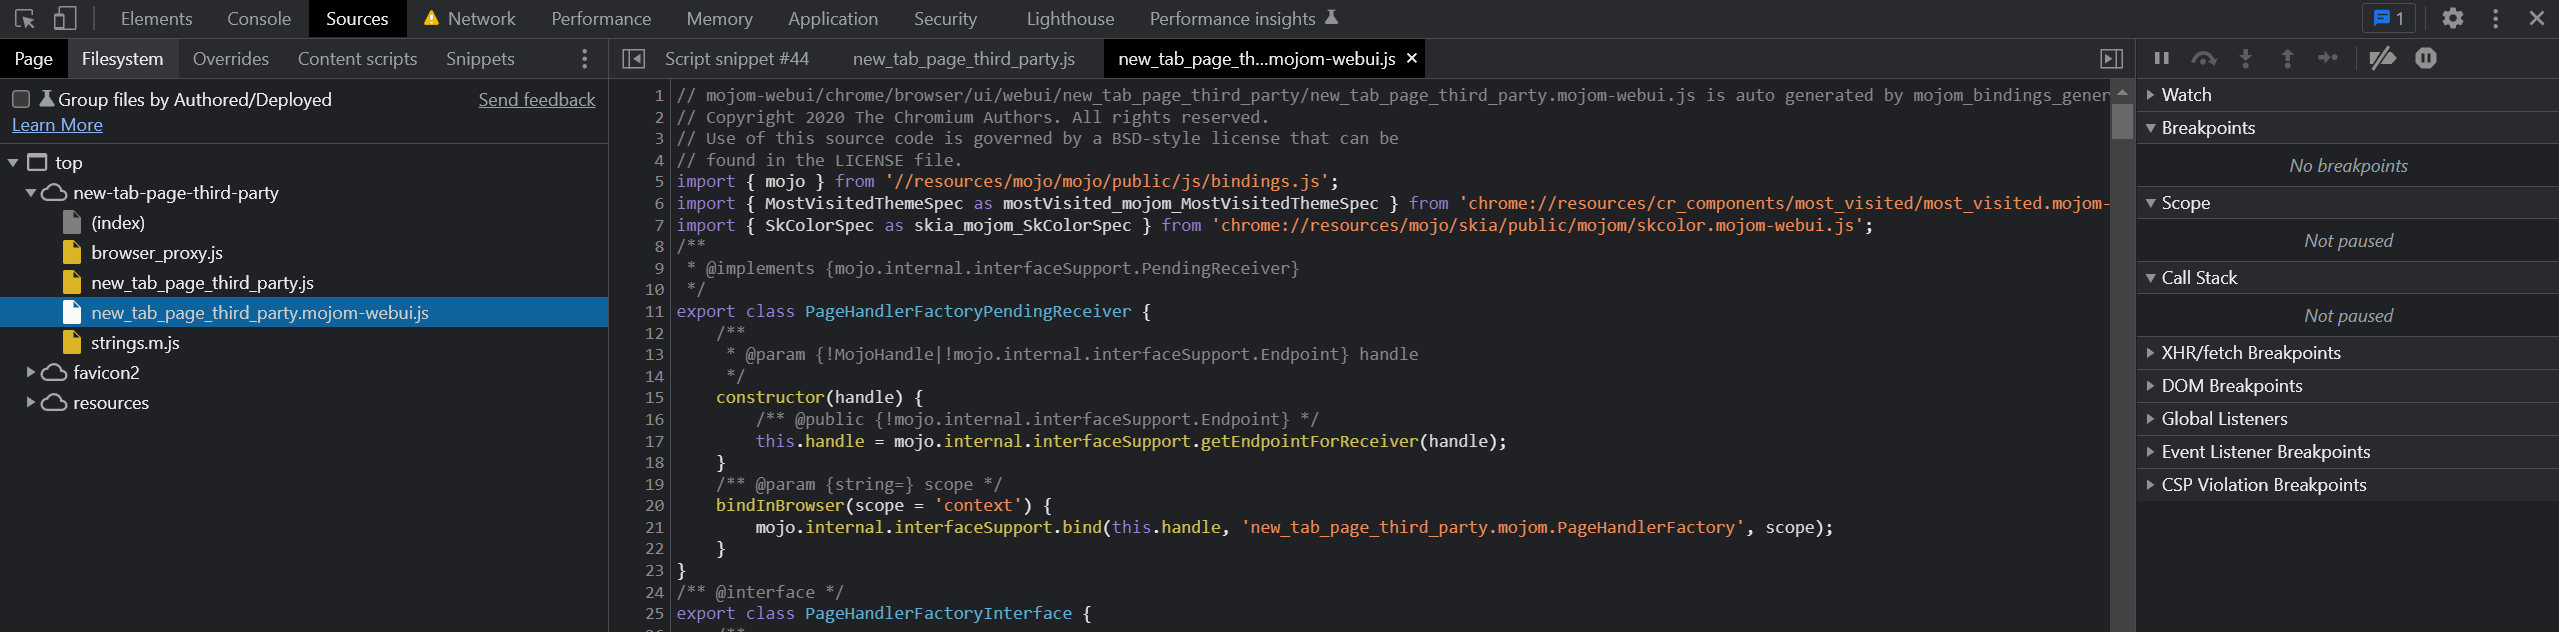 Elements Console Sources Network Performance Memory Application Security Lighthouse Performance insights 1
Page Filesystem Overrides Content scripts Snippets
Group files by Authored/Deployed Send feedback
Learn More
top
new-tab-page-third-party
(index)
browser_proxy.js
new_tab_page_third_party.js
new_tab_page_third_party.mojom-webui.js
strings.m.js
favicon2
resources
Script snippet #44 new_tab_page_third_party.js new_tab_page_th...mojom-webui.js ×
1 // mojom-webui/chrome/browser/ui/webui/new_tab_page_third_party/new_tab_page_third_party.mojom-webui.js is auto generated by mojom_bindings_gener
2 // Copyright 2020 The Chromium Authors. All rights reserved.
3 // Use of this source code is governed by a BSD-style license that can be
4 // found in the LICENSE file.
5 import { mojo } from '//resources/mojo/mojo/public/js/bindings.js';
6 import { MostVisitedThemeSpec as mostVisited_mojom_MostVisitedThemeSpec } from 'chrome://resources/cr_components/most_visited/most_visited.mojom-
7 import { SkColorSpec as skia_mojom_SkColorSpec } from 'chrome://resources/mojo/skia/public/mojom/skcolor.mojom-webui.js';
8 /**
9 * @implements {mojo.internal.interfaceSupport.PendingReceiver}
10 */
11 export class PageHandlerFactoryPendingReceiver {
12 /**
13 * @param {!MojoHandle|!mojo.internal.interfaceSupport.Endpoint} handle
14 */
15 constructor(handle) {
16 /** @public {!mojo.internal.interfaceSupport.Endpoint} */
17 this.handle = mojo.internal.interfaceSupport.getEndpointForReceiver(handle);
18 }
19 /** @param {string=} scope */
20 bindInBrowser(scope = 'context') {
21 mojo.internal.interfaceSupport.bind(this.handle, 'new_tab_page_third_party.mojom.PageHandlerFactory', scope);
22 }
23 }
24 /** @interface */
25 export class PageHandlerFactoryInterface {
26 /**
Watch
Breakpoints
No breakpoints
Scope
Not paused
Call Stack
Not paused
XHR/fetch Breakpoints
DOM Breakpoints
Global Listeners
Event Listener Breakpoints
CSP Violation Breakpoints